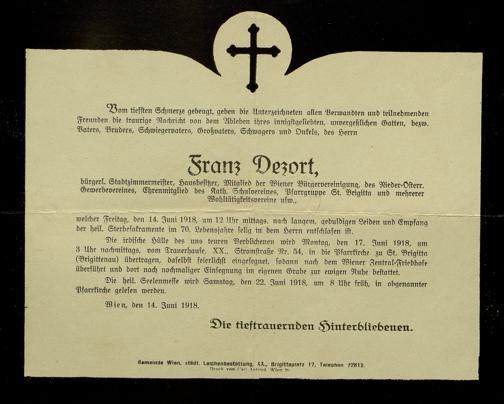 Vom tiefsten Schmerze gebeugt, geben die Unterzeichneten allen Verwandten und teilnehmenden
Freunden die traurige Nachricht von dem Ableben ihres innigstgeliebten, unvergeßlichen Gatten, bezw.
Vaters, Bruders, Schwiegervaters, Großvaters, Schwagers und Onkels, des Herrn
Franz Dezort,
bürgerl. Stadtzimmermeister, Hausbesitzer, Mitglied der Wiener Bürgervereinigung, des Nieder-Österr.
Gewerbevereines, Ehrenmitglied des Kath. Schulvereines, Pfarrgruppe St. Brigitta und mehrerer
Wohltätigkeitsvereine usw.,
welcher Freitag, den 14. Juni 1918, um 12 Uhr mittags, nach langem, geduldigen Leiden und Empfang
der heil. Sterbesakramente im 70. Lebensjahre selig in dem Herrn entschlafen ist.
Die irdische Hülle des uns teuren Verblichenen wird Montag, den 17. Juni 1918, um
3 Uhr nachmittags, vom Trauerhause, XX., Stromstraße Nr. 54, in die Pfarrkirche zu St. Brigitta
(Brigittenau) übertragen, daselbst feierlichst eingesegnet, sodann nach dem Wiener Zentral-Friedhofe
überführt und dort nach nochmaliger Einsegnung im eigenen Grabe zur ewigen Ruhe bestattet.
Die heil. Seelenmesse wird Samstag, den 22. Juni 1918, um 8 Uhr früh, in obgenannter
Pfarrkirche gelesen werden.
Wien, den 14. Juni 1918.
Die tieftrauernden Hinterbliebenen.
Gemeinde Wien, städt. Leichenbestattung, XX., Brigittaplatz 17, Telephon 22813.
Druck von Carl Wien